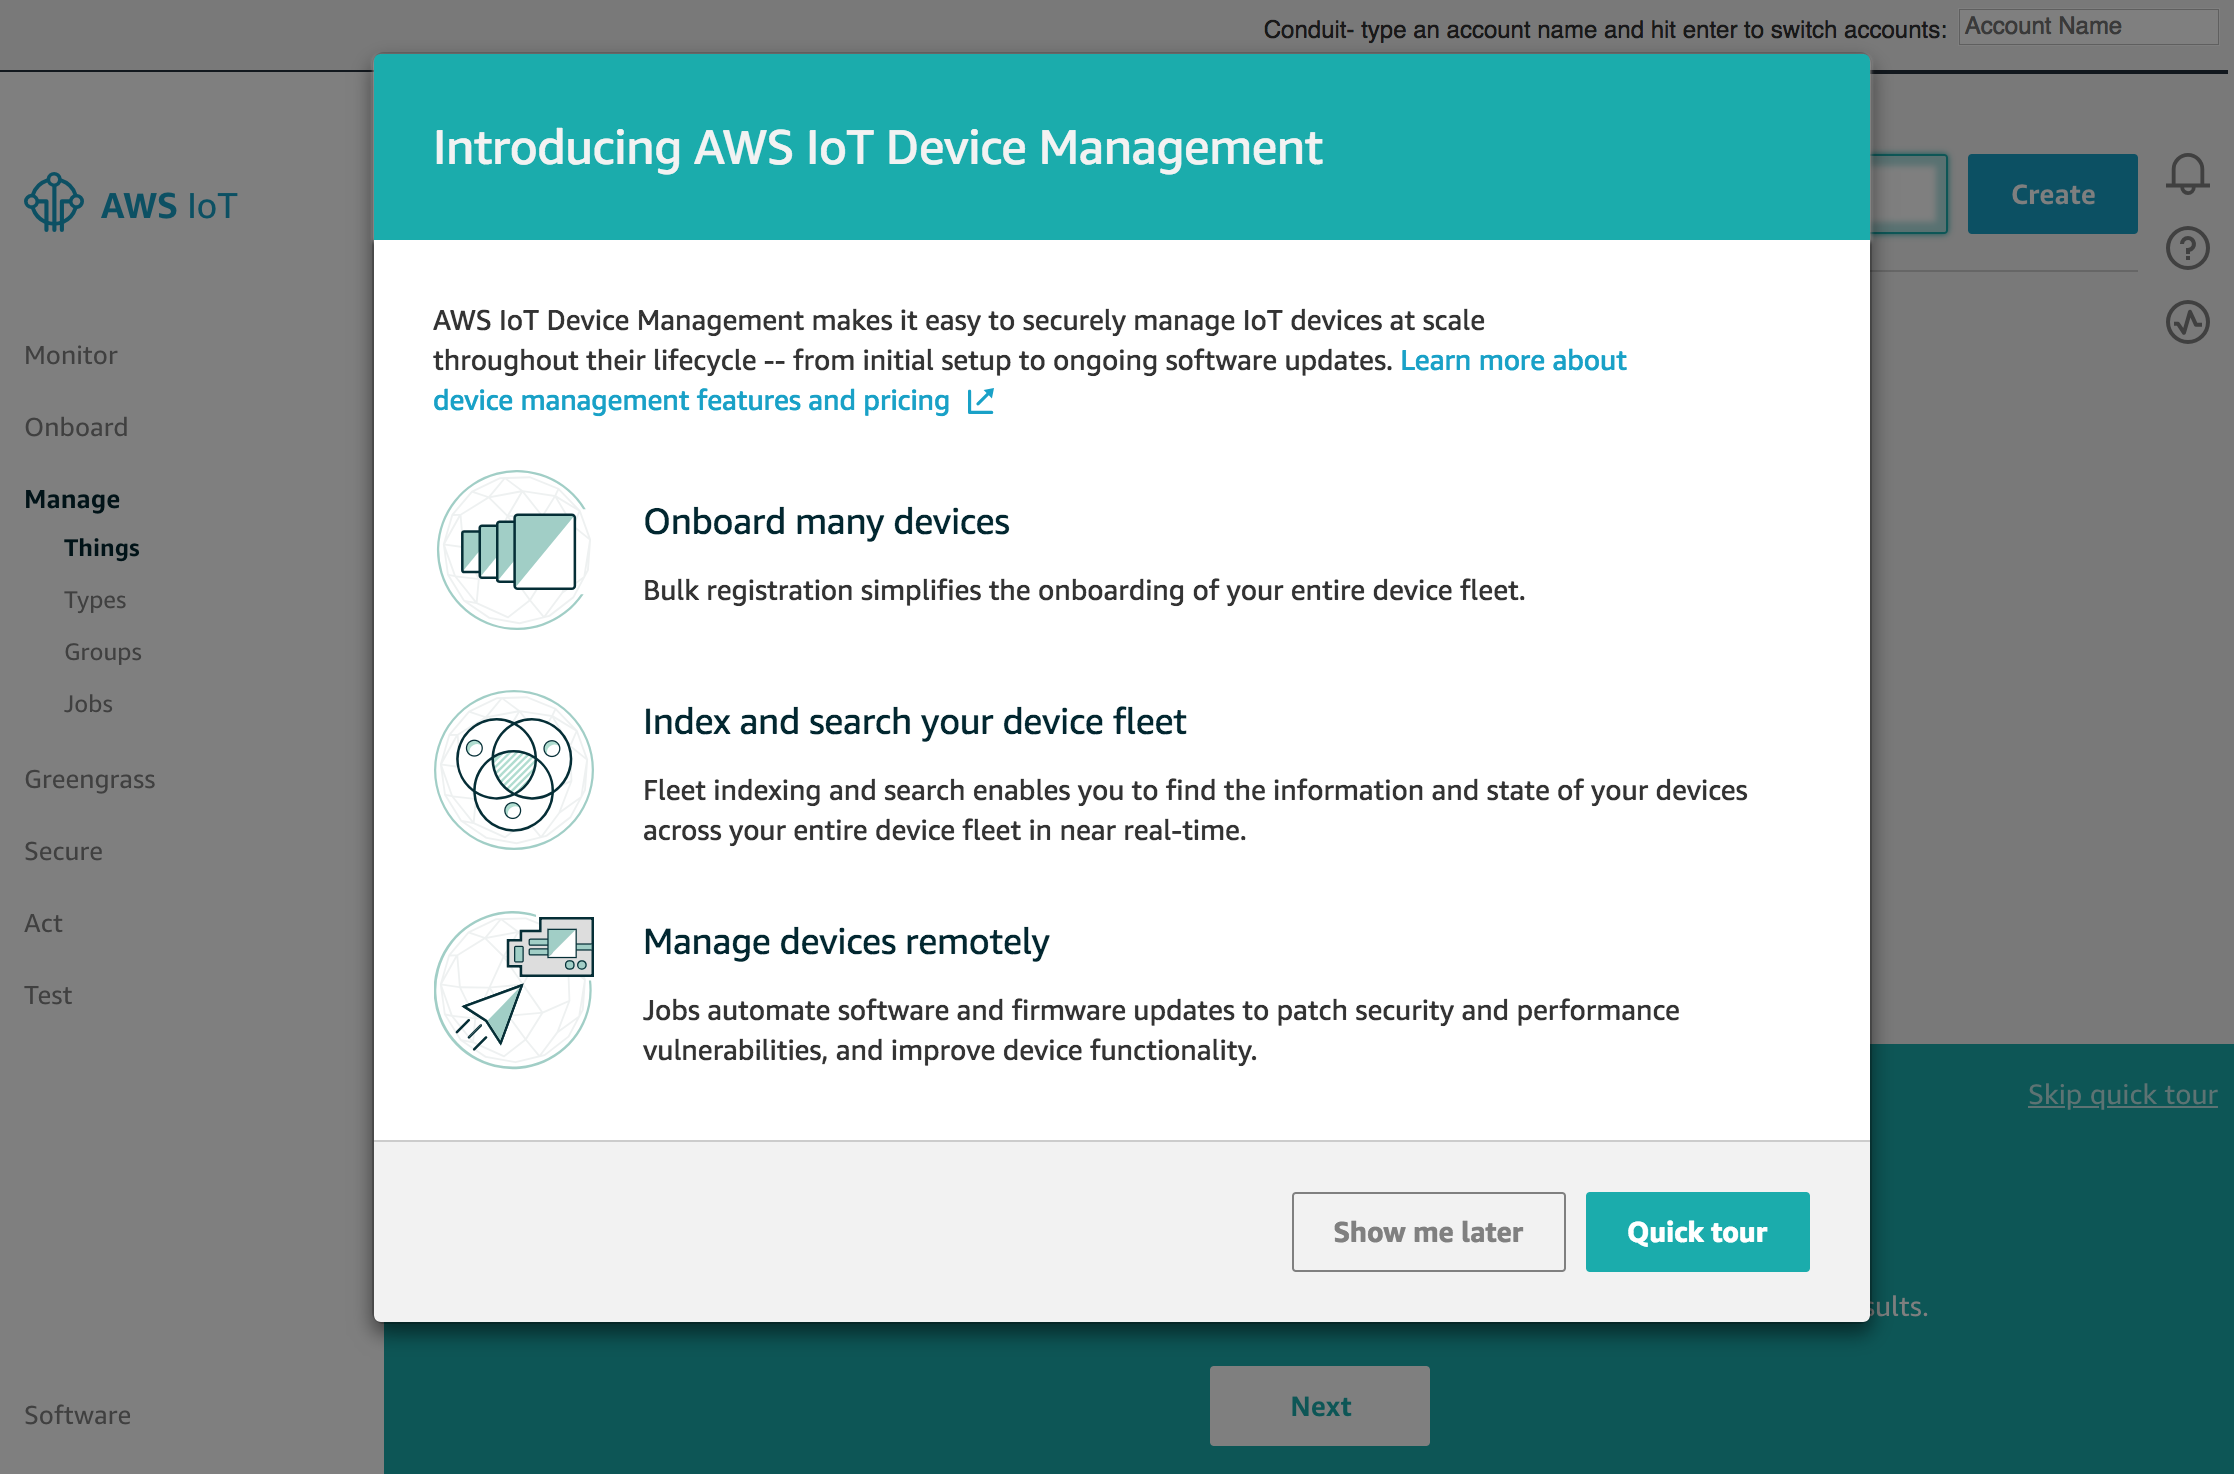 Conduit- type an account name and hit enter to switch accounts: Account Name
Introducing AWS IoT Device Management
AWS IoT
Create
AWS IoT Device Management makes it easy to securely manage IoT devices at scale
throughout their lifecycle -- from initial setup to ongoing software updates. Learn more about
device management features and pricing
Monitor
Onboard
Manage
Things
Types
Groups
Jobs
Greengrass
Secure
Act
Test
Software
Onboard many devices
Bulk registration simplifies the onboarding of your entire device fleet.
Index and search your device fleet
Fleet indexing and search enables you to find the information and state of your devices
across your entire device fleet in near real-time.
Manage devices remotely
Jobs automate software and firmware updates to patch security and performance
vulnerabilities, and improve device functionality.
Skip quick tour
Show me later
Quick tour
Next